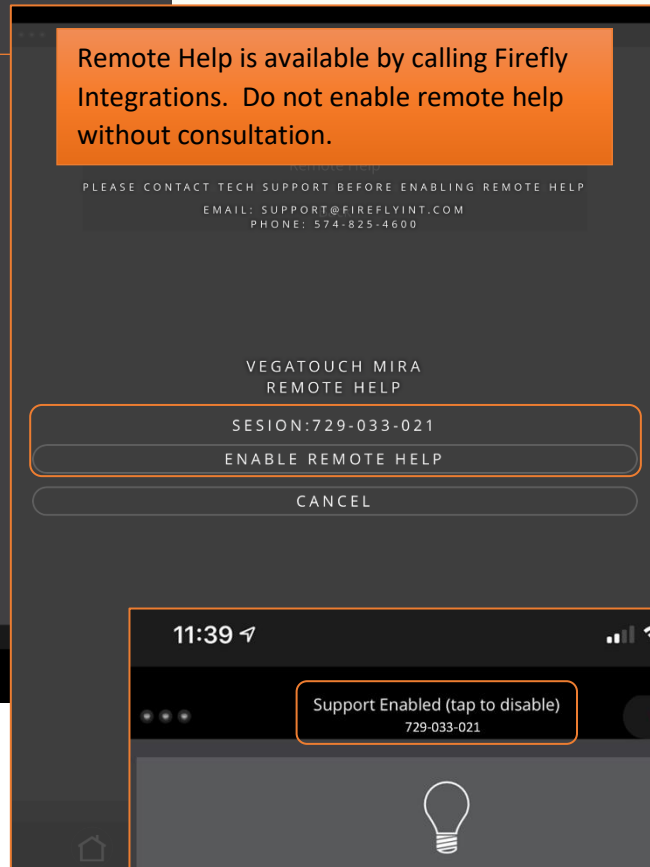 Remote Help is available by calling Firefly
Integrations. Do not enable remote help
without consultation.
Remote Help
PLEASE CONTACT TECH SUPPORT BEFORE ENABLING REMOTE HELP
EMAIL: SUPPORT@FIREFLYINT.COM
PHONE: 574-825-4600
VEGATOUCH MIRA
REMOTE HELP
SESION:729-033-021
ENABLE REMOTE HELP
CANCEL
11:39
Support Enabled (tap to disable)
729-033-021